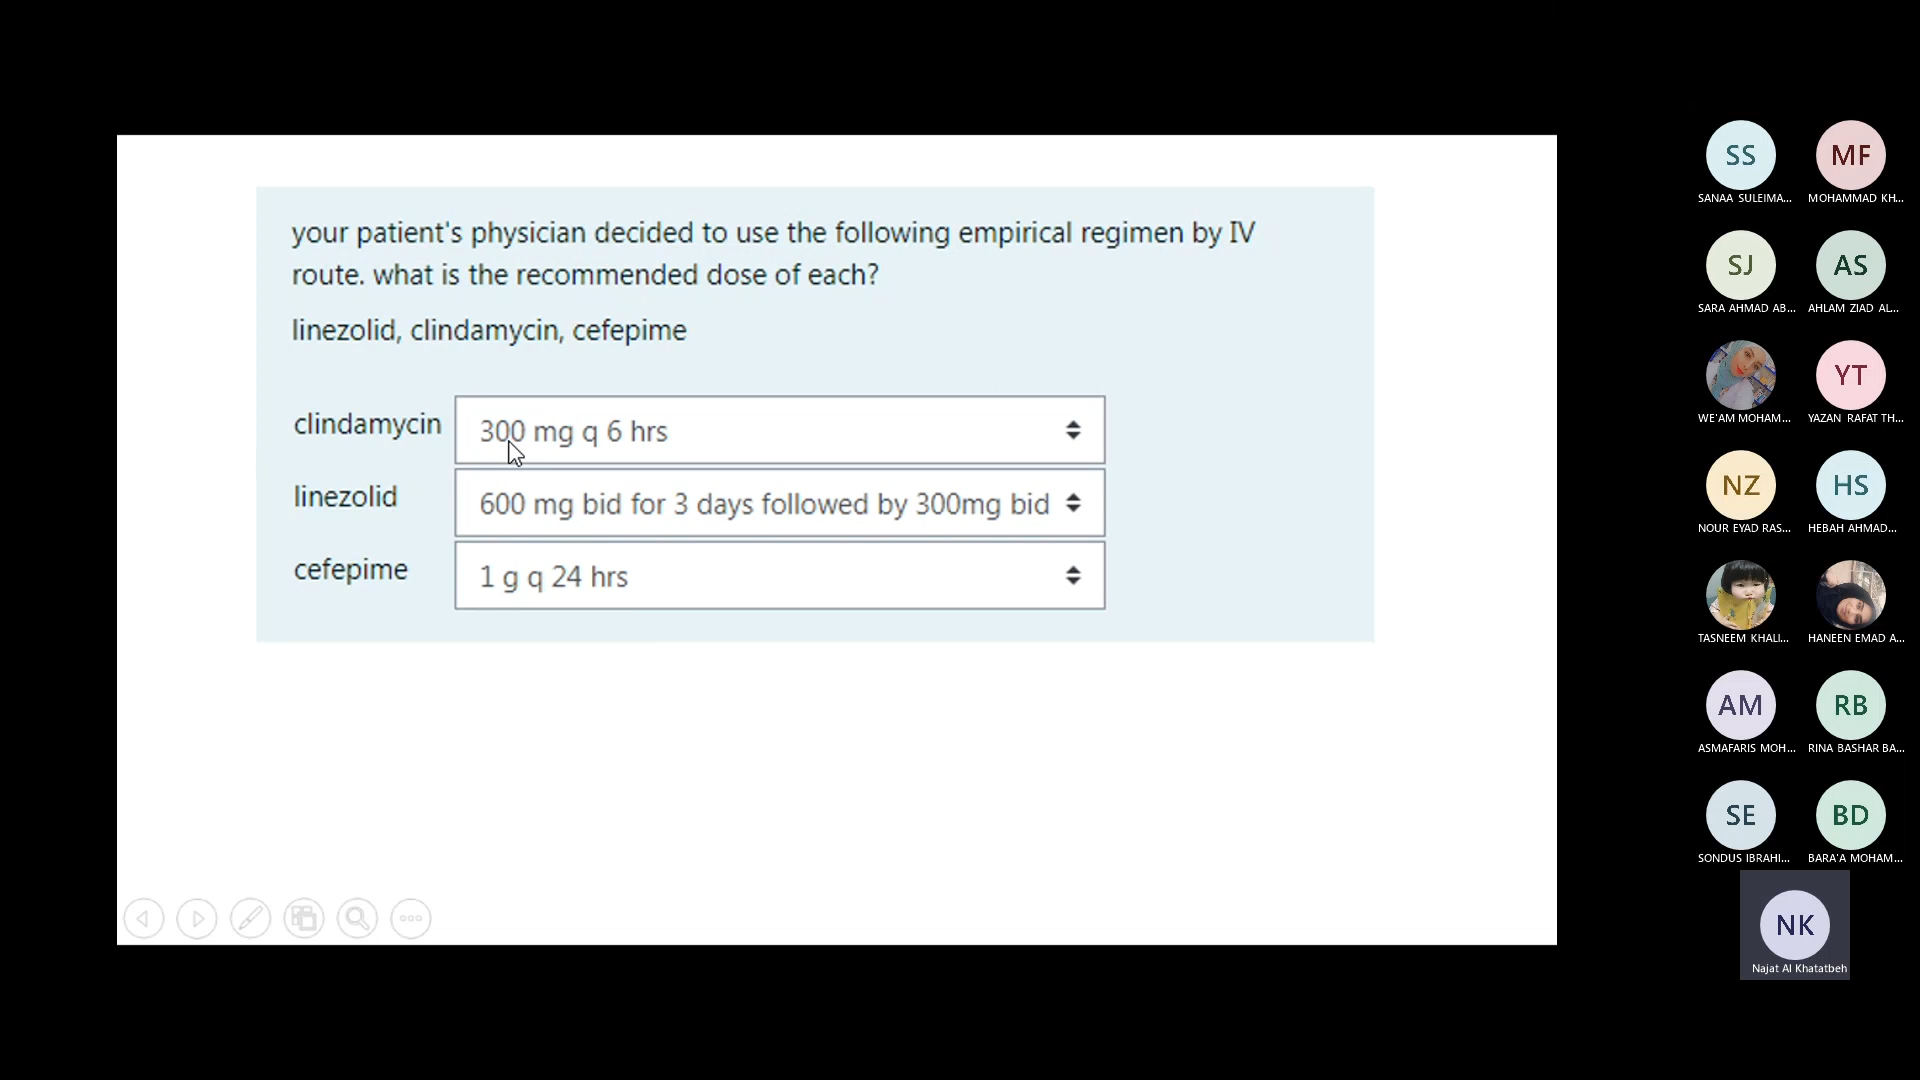 your patient's physician decided to use the following empirical regimen by IV
route. what is the recommended dose of each?
linezolid, clindamycin, cefepime
clindamycin 300 mg q 6 hrs
linezolid 600 mg bid for 3 days followed by 300mg bid
cefepime 1 g q 24 hrs
SS MF
SANAA SULEIMA... MOHAMMAD KH...
SJ AS
SARA AHMAD AB... AHLAM ZIAD AL...
YT
WE'AM MOHAM... YAZAN RAFAT TH...
NZ HS
NOUR EYAD RAS... HEBAH AHMAD...
TASNEEM KHALI... HANEEN EMAD A...
AM RB
ASMAFARIS MOH... RINA BASHAR BA...
SE BD
SONDUS IBRAHI... BARA'A MOHAM...
NK
Najat Al Khatatbeh